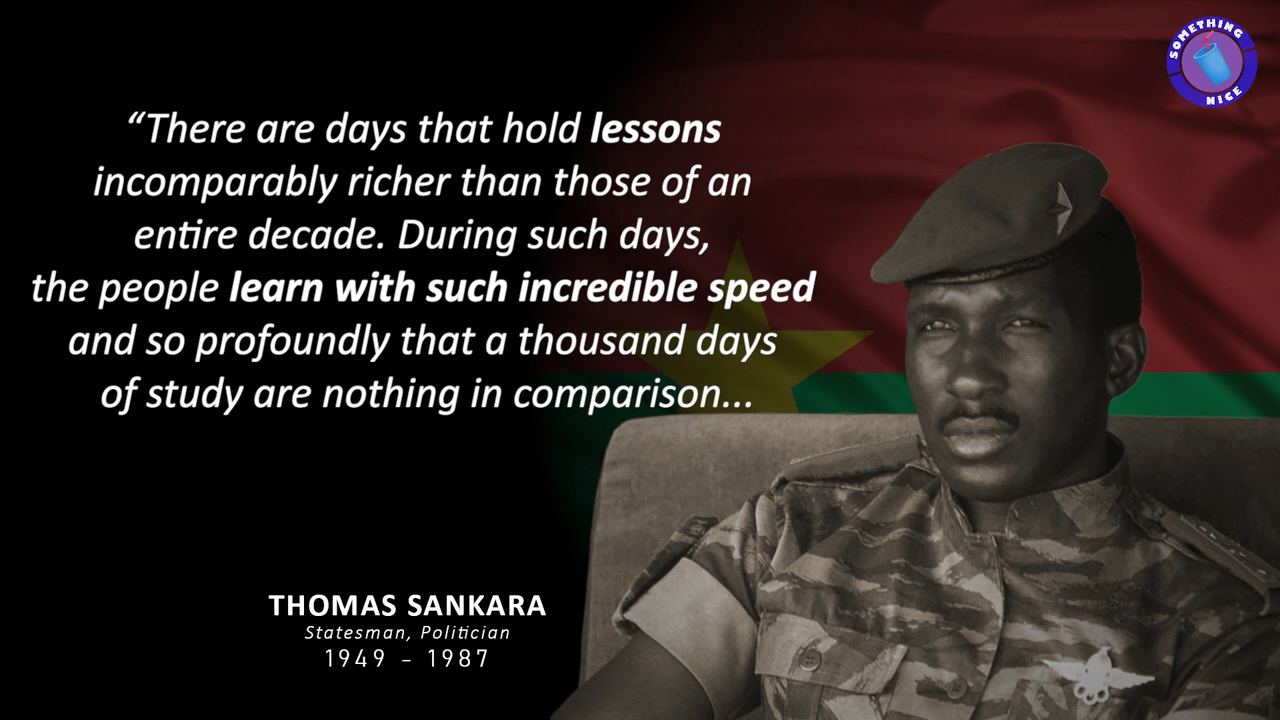 SOMETHING
NICE
“There are days that hold lessons
incomparably richer than those of an
entire decade. During such days,
the people learn with such incredible speed
and so profoundly that a thousand days
of study are nothing in comparison...
THOMAS SANKARA
Statesman, Politician
1949 – 1987